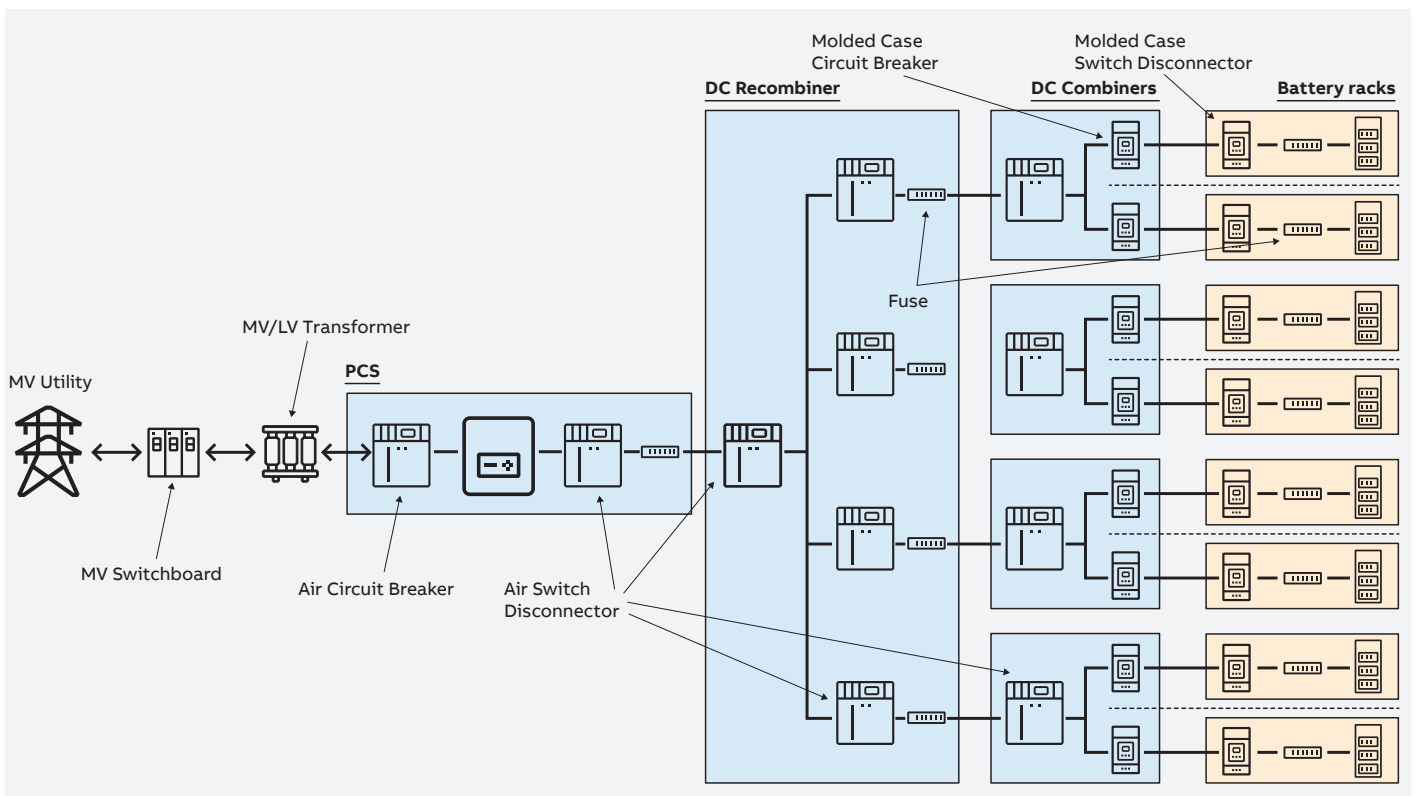 Molded Case
Circuit Breaker
Molded Case
Switch Disconnector
DC Recombiner
DC Combiners
Battery racks
Fuse
MV/LV Transformer
PCS
MV Utility
MV Switchboard
Air Circuit Breaker
Air Switch
Disconnector